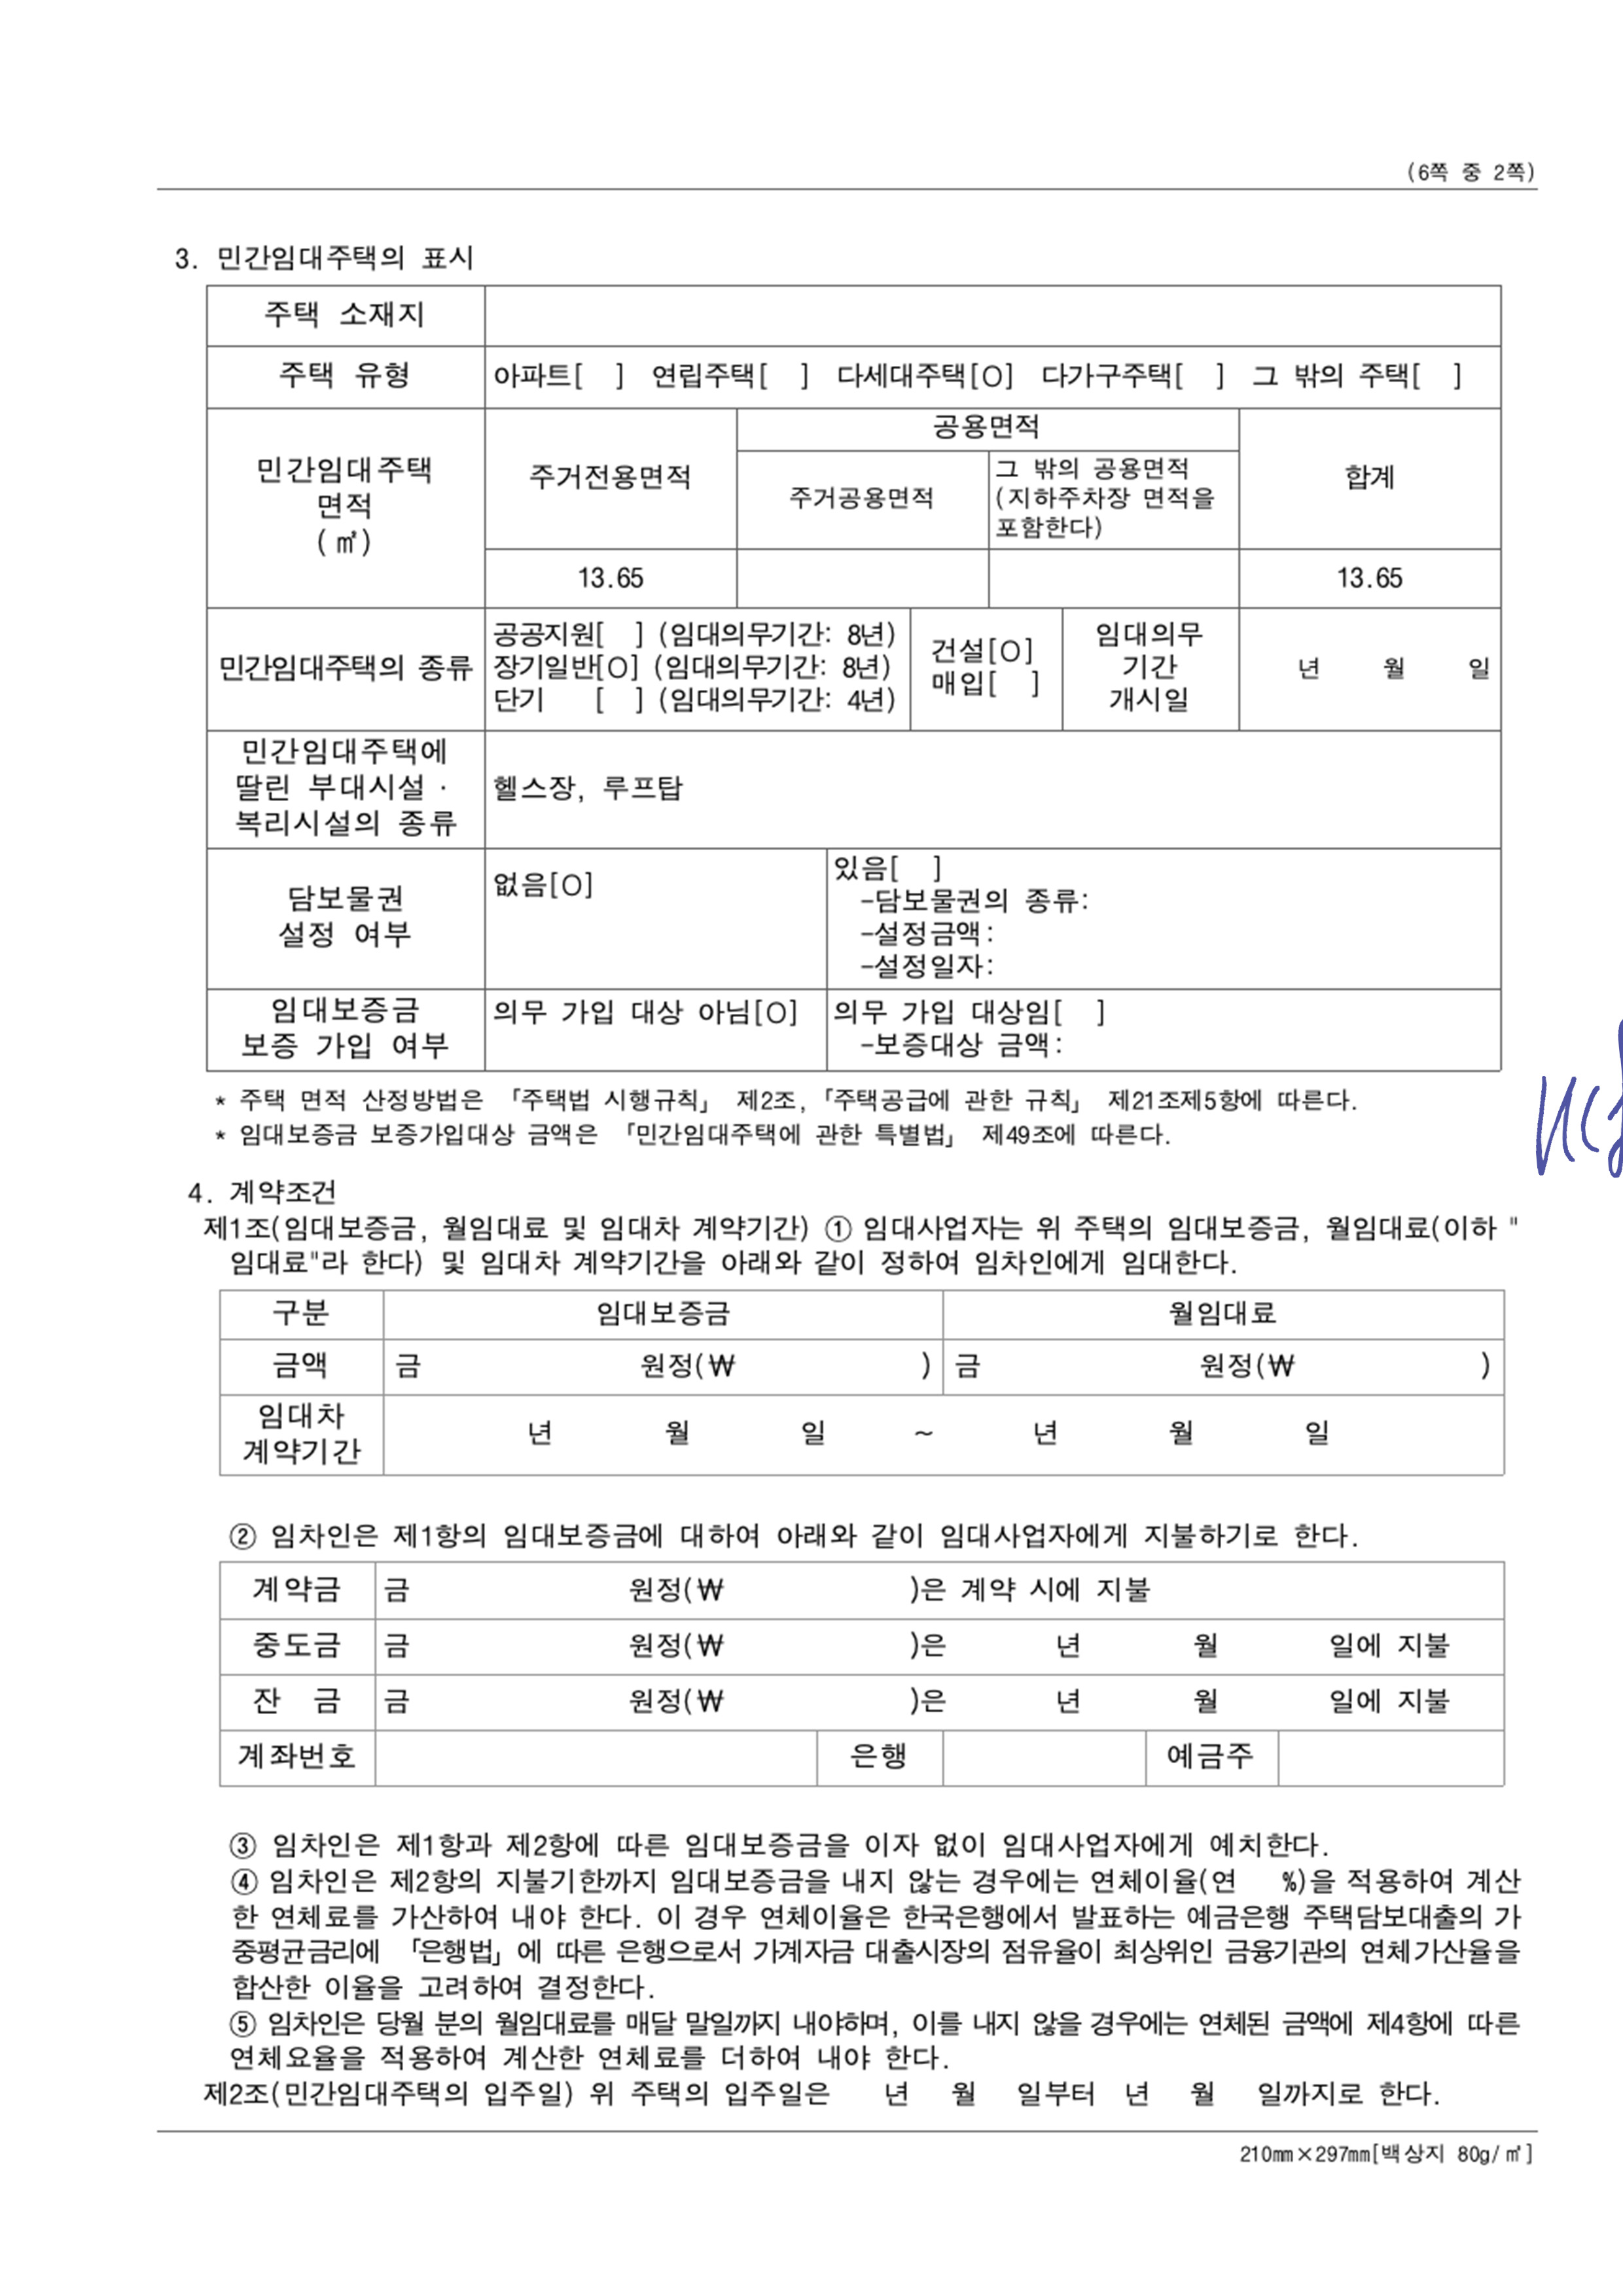 (6쪽 중 2쪽)
3. 민간임대주택의 표시
주택 소재지
주택 유형 아파트[ ] 연립주택[ ] 다세대주택[O] 다가구주택[ ] 그 밖의 주택[ ]
민간임대주택
면적
(㎡)
주거전용면적
공용면적
주거공용면적
그 밖의 공용면적
(지하주차장 면적을
포함한다)
합계
13.65 13.65
민간임대주택의 종류
공공지원[ ] (임대의무기간: 8년)
장기일반[O] (임대의무기간: 8년)
단기 [ ] (임대의무기간: 4년)
건설[O]
매입[ ]
임대의무
기간
개시일
년 월 일
민간임대주택에
딸린 부대시설 ·
복리시설의 종류
헬스장, 루프탑
담보물권
설정 여부
없음[O]
있음[ ]
-담보물권의 종류:
-설정금액:
-설정일자:
임대보증금
보증 가입 여부
의무 가입 대상 아님[O]
의무 가입 대상임[ ]
-보증대상 금액:
* 주택 면적 산정방법은 「주택법 시행규칙」 제2조, 「주택공급에 관한 규칙」 제21조제5항에 따른다.
* 임대보증금 보증가입대상 금액은 「민간임대주택에 관한 특별법」 제49조에 따른다.
4. 계약조건
제1조(임대보증금, 월임대료 및 임대차 계약기간) ① 임대사업자는 위 주택의 임대보증금, 월임대료(이하 "
임대료"라 한다) 및 임대차 계약기간을 아래와 같이 정하여 임차인에게 임대한다.
구분 임대보증금 월임대료
금액 금 원정(₩ ) 금 원정(₩ )
임대차
계약기간
년 월 일 ~ 년 월 일
② 임차인은 제1항의 임대보증금에 대하여 아래와 같이 임대사업자에게 지불하기로 한다.
계약금 금 원정(₩ )은 계약 시에 지불
중도금 금 원정(₩ )은 년 월 일에 지불
잔 금 금 원정(₩ )은 년 월 일에 지불
계좌번호 은행 예금주
③ 임차인은 제1항과 제2항에 따른 임대보증금을 이자 없이 임대사업자에게 예치한다.
④ 임차인은 제2항의 지불기한까지 임대보증금을 내지 않는 경우에는 연체이율(연 %)을 적용하여 계산
한 연체료를 가산하여 내야 한다. 이 경우 연체이율은 한국은행에서 발표하는 예금은행 주택담보대출의 가
중평균금리에 「은행법」에 따른 은행으로서 가계자금 대출시장의 점유율이 최상위인 금융기관의 연체가산율을
합산한 이율을 고려하여 결정한다.
⑤ 임차인은 당월 분의 월임대료를 매달 말일까지 내야하며, 이를 내지 않을 경우에는 연체된 금액에 제4항에 따른
연체요율을 적용하여 계산한 연체료를 더하여 내야 한다.
제2조(민간임대주택의 입주일) 위 주택의 입주일은 년 월 일부터 년 월 일까지로 한다.
210mm×297mm[백상지 80g/㎡]